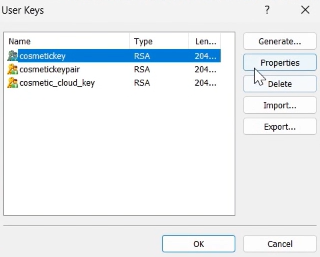 User Keys
? ×
Name Type Len...
cosmetickey RSA 204...
cosmetickeypair RSA 204...
cosmetic_cloud_key RSA 204...
Generate...
Properties
Delete
Import...
Export...
OK Cancel